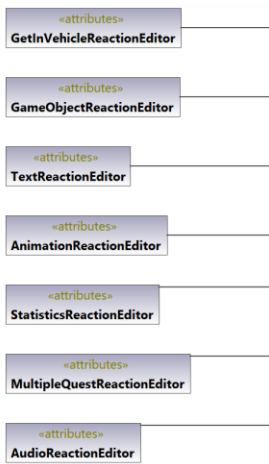 «attributes»
GetInVehicleReactionEditor
«attributes»
GameObjectReactionEditor
«attributes»
TextReactionEditor
«attributes»
AnimationReactionEditor
«attributes»
StatisticsReactionEditor
«attributes»
MultipleQuestReactionEditor
«attributes»
AudioReactionEditor